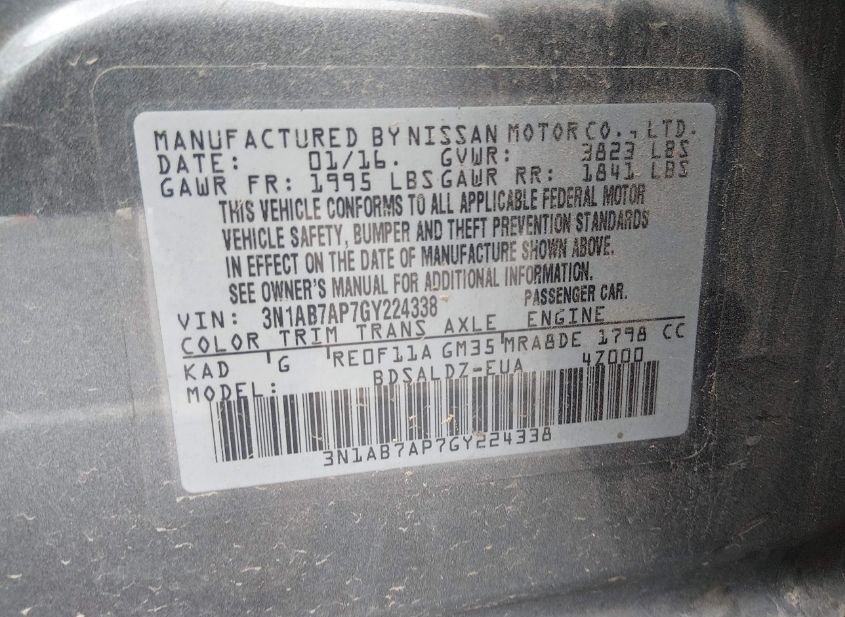 MANUFACTURED BY NISSAN MOTOR CO., LTD.
DATE: 01/16. GVWR: 3823 LBS
GAWR FR: 1995 LBS GAWR RR: 1841 LBS
THIS VEHICLE CONFORMS TO ALL APPLICABLE FEDERAL MOTOR
VEHICLE SAFETY, BUMPER AND THEFT PREVENTION STANDARDS
IN EFFECT ON THE DATE OF MANUFACTURE SHOWN ABOVE.
SEE OWNER'S MANUAL FOR ADDITIONAL INFORMATION.
VIN: 3N1AB7AP7GY224338 PASSENGER CAR.
COLOR TRIM TRANS AXLE ENGINE
KAD G RE0F11A GM35 MRA8DE 1798 CC
MODEL: BDSALDZ-EUA 4Z000
3N1AB7AP7GY224338